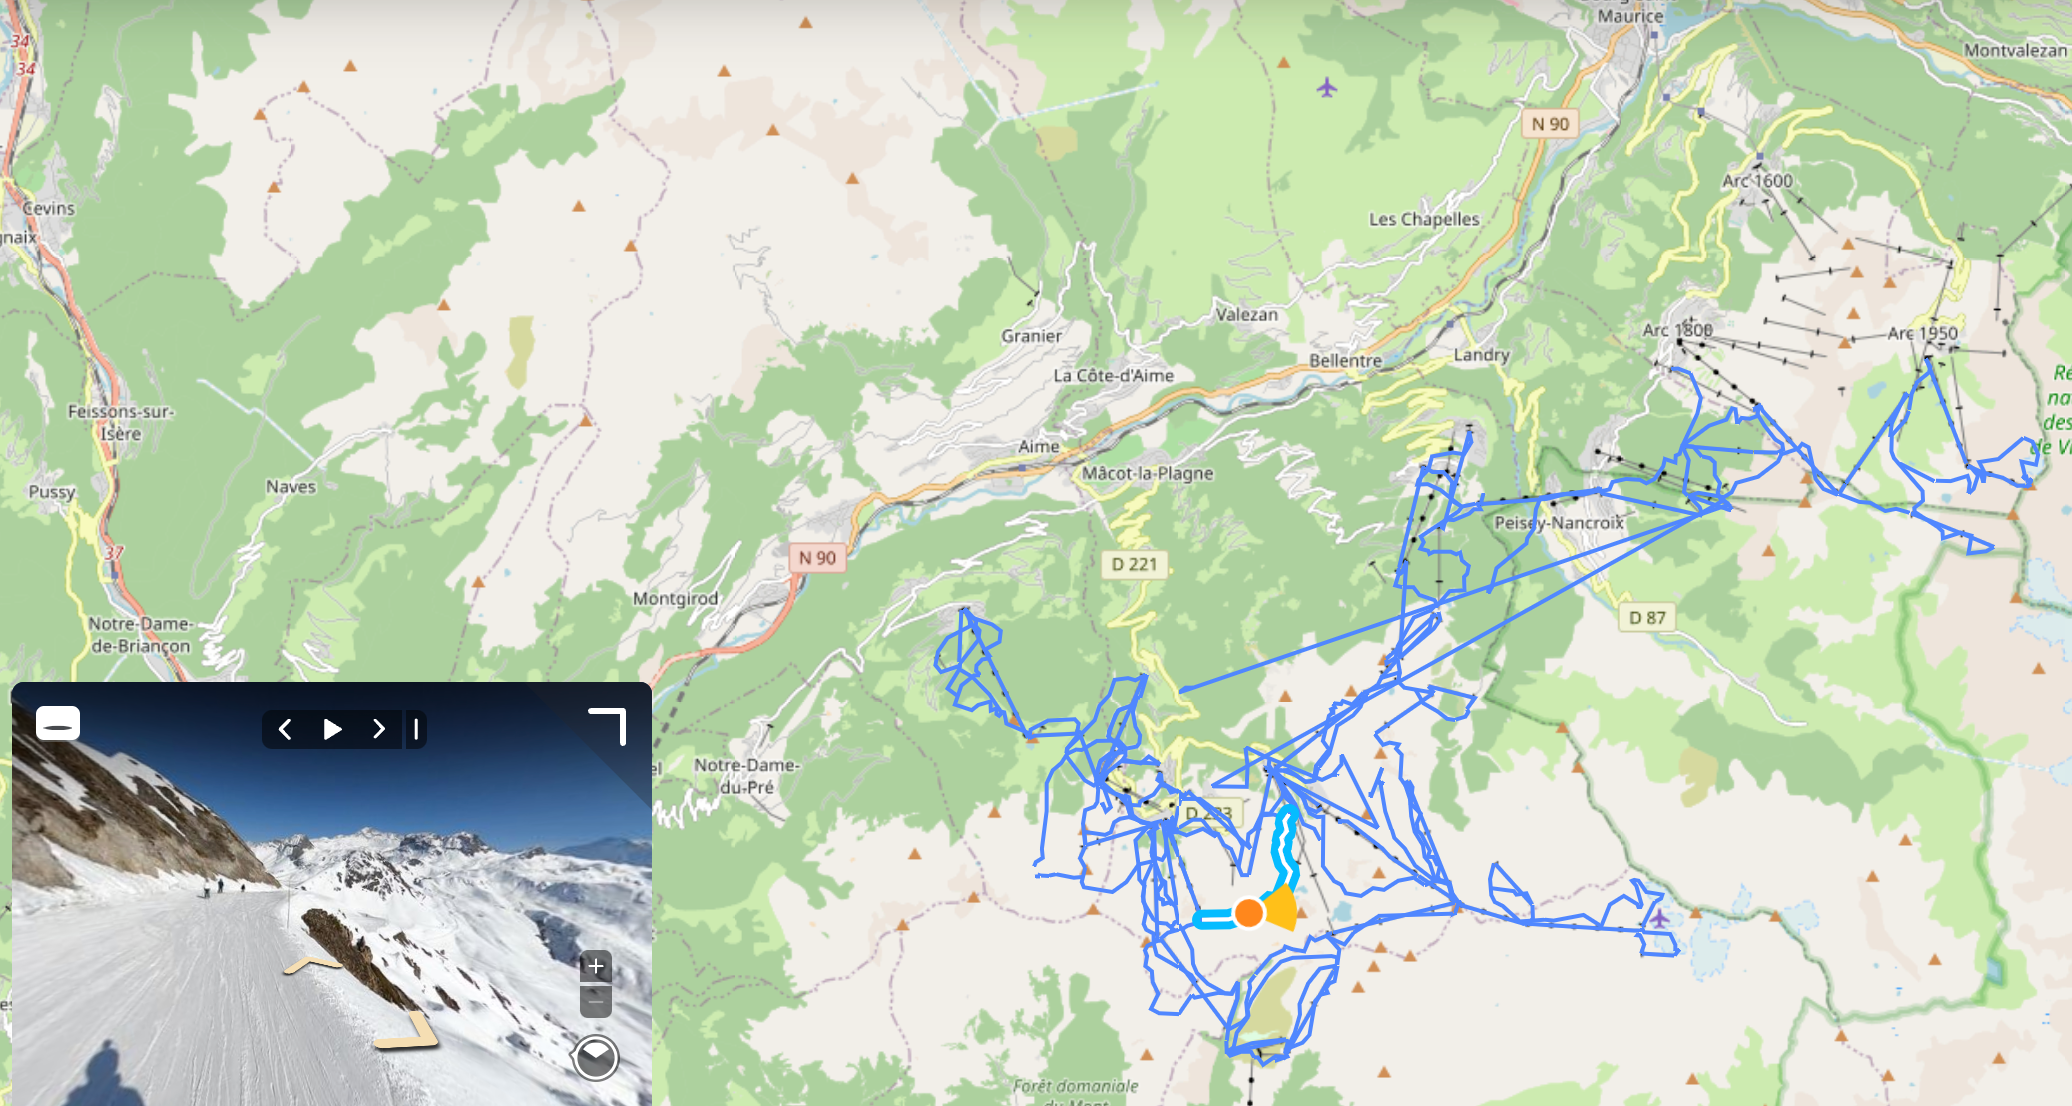 Maurice
Montvalezan
34
34
N 90
Arc 1600
Cevins
Les Chapelles
Valezan
Granier
Arc 1800
Arc 1950
Bellentre
Landry
La Côte-d'Aime
Feissons-sur-
Isère
Aime
Mâcot-la-Plagne
Pussy
Naves
Peisey-Nancroix
37
N 90
D 221
Montgirod
D 87
Notre-Dame-
de-Briançon
Notre-Dame-
du-Pré
Forêt domaniale
du Mont